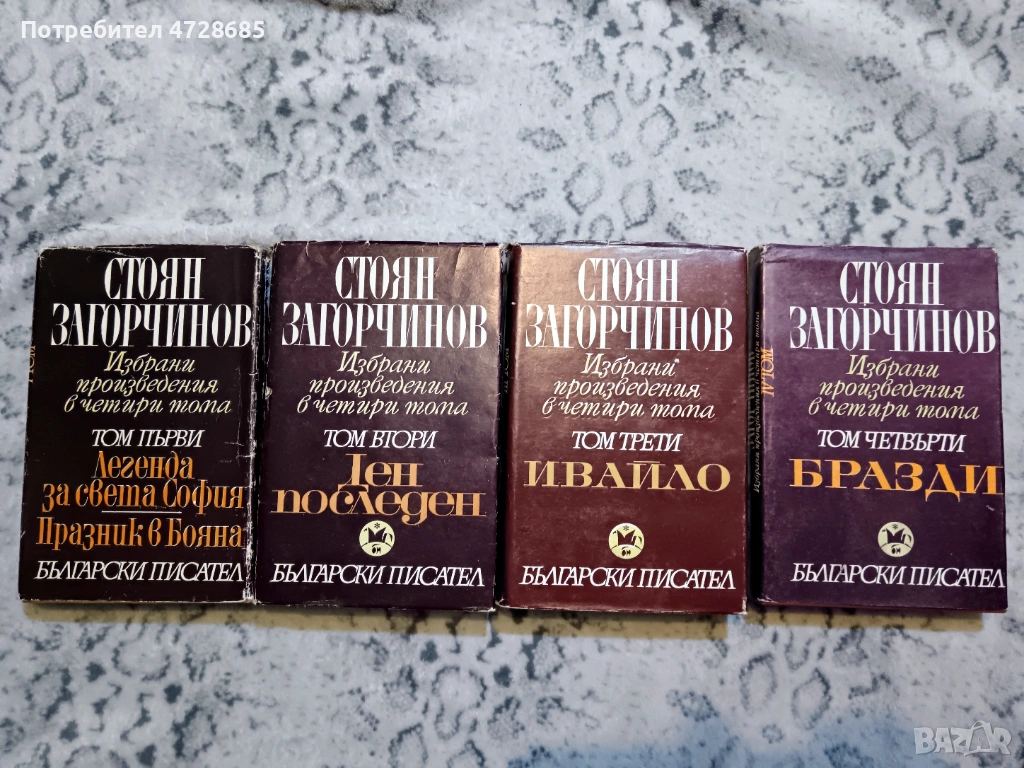 Потребител 4728685
СТОЯН
ЗАГОРЧИНОВ
Избрани
произведения
в четири тома
ТОМ ПЪРВИ
Легенда
за света София
Празник в Бояна
БЪЛГАРСКИ ПИСАТЕЛ
СТОЯН
ЗАГОРЧИНОВ
Избрани
произведения
в четири тома
ТОМ ВТОРИ
Ден
последен
БЪЛГАРСКИ ПИСАТЕЛ
СТОЯН
ЗАГОРЧИНОВ
Избрани
произведения
в четири тома
ТОМ ТРЕТИ
ИВАЙЛО
БЪЛГАРСКИ ПИСАТЕЛ
СТОЯН
ЗАГОРЧИНОВ
Избрани
произведения
в четири тома
ТОМ ЧЕТВЪРТИ
БРАЗДИ
БЪЛГАРСКИ ПИСАТЕЛ
BAZAR